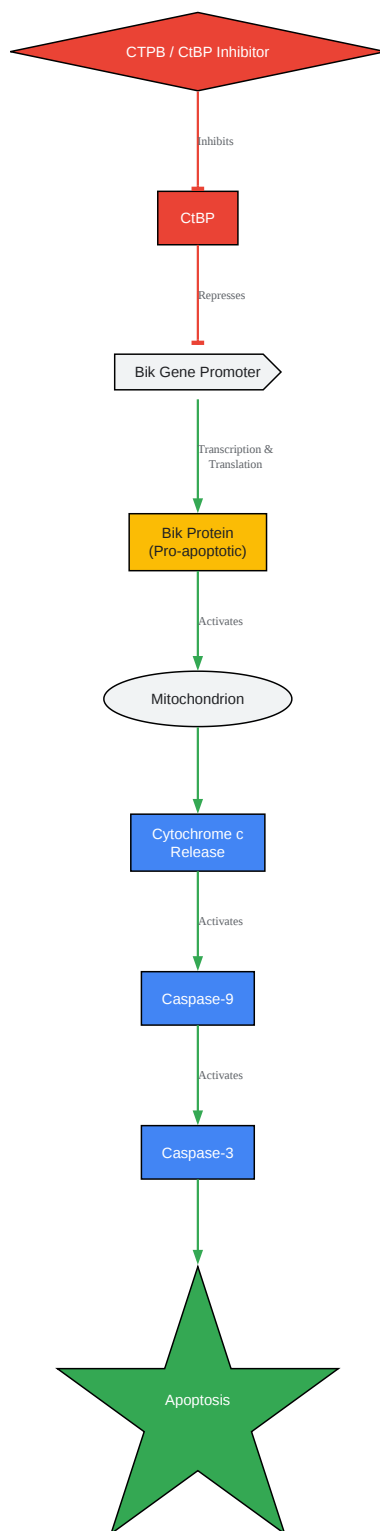 CTPB / CtBP Inhibitor
Inhibits
CtBP
Represses
Bik Gene Promoter
Transcription &
Translation
Bik Protein
(Pro-apoptotic)
Activates
Mitochondrion
Cytochrome c
Release
Activates
Caspase-9
Activates
Caspase-3
Apoptosis